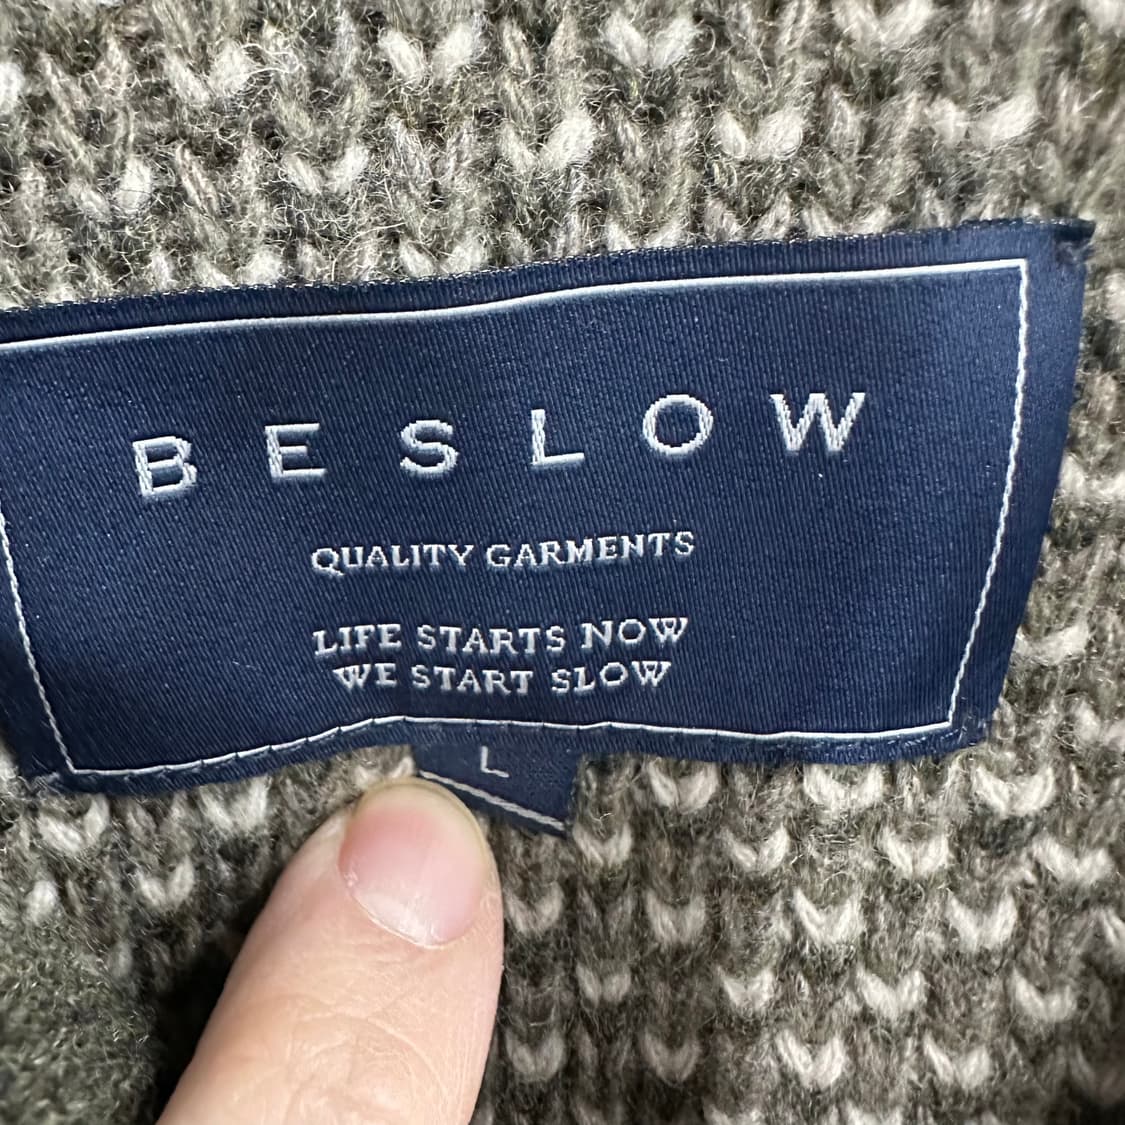 BESLOW
QUALITY GARMENTS
LIFE STARTS NOW
WE START SLOW
L